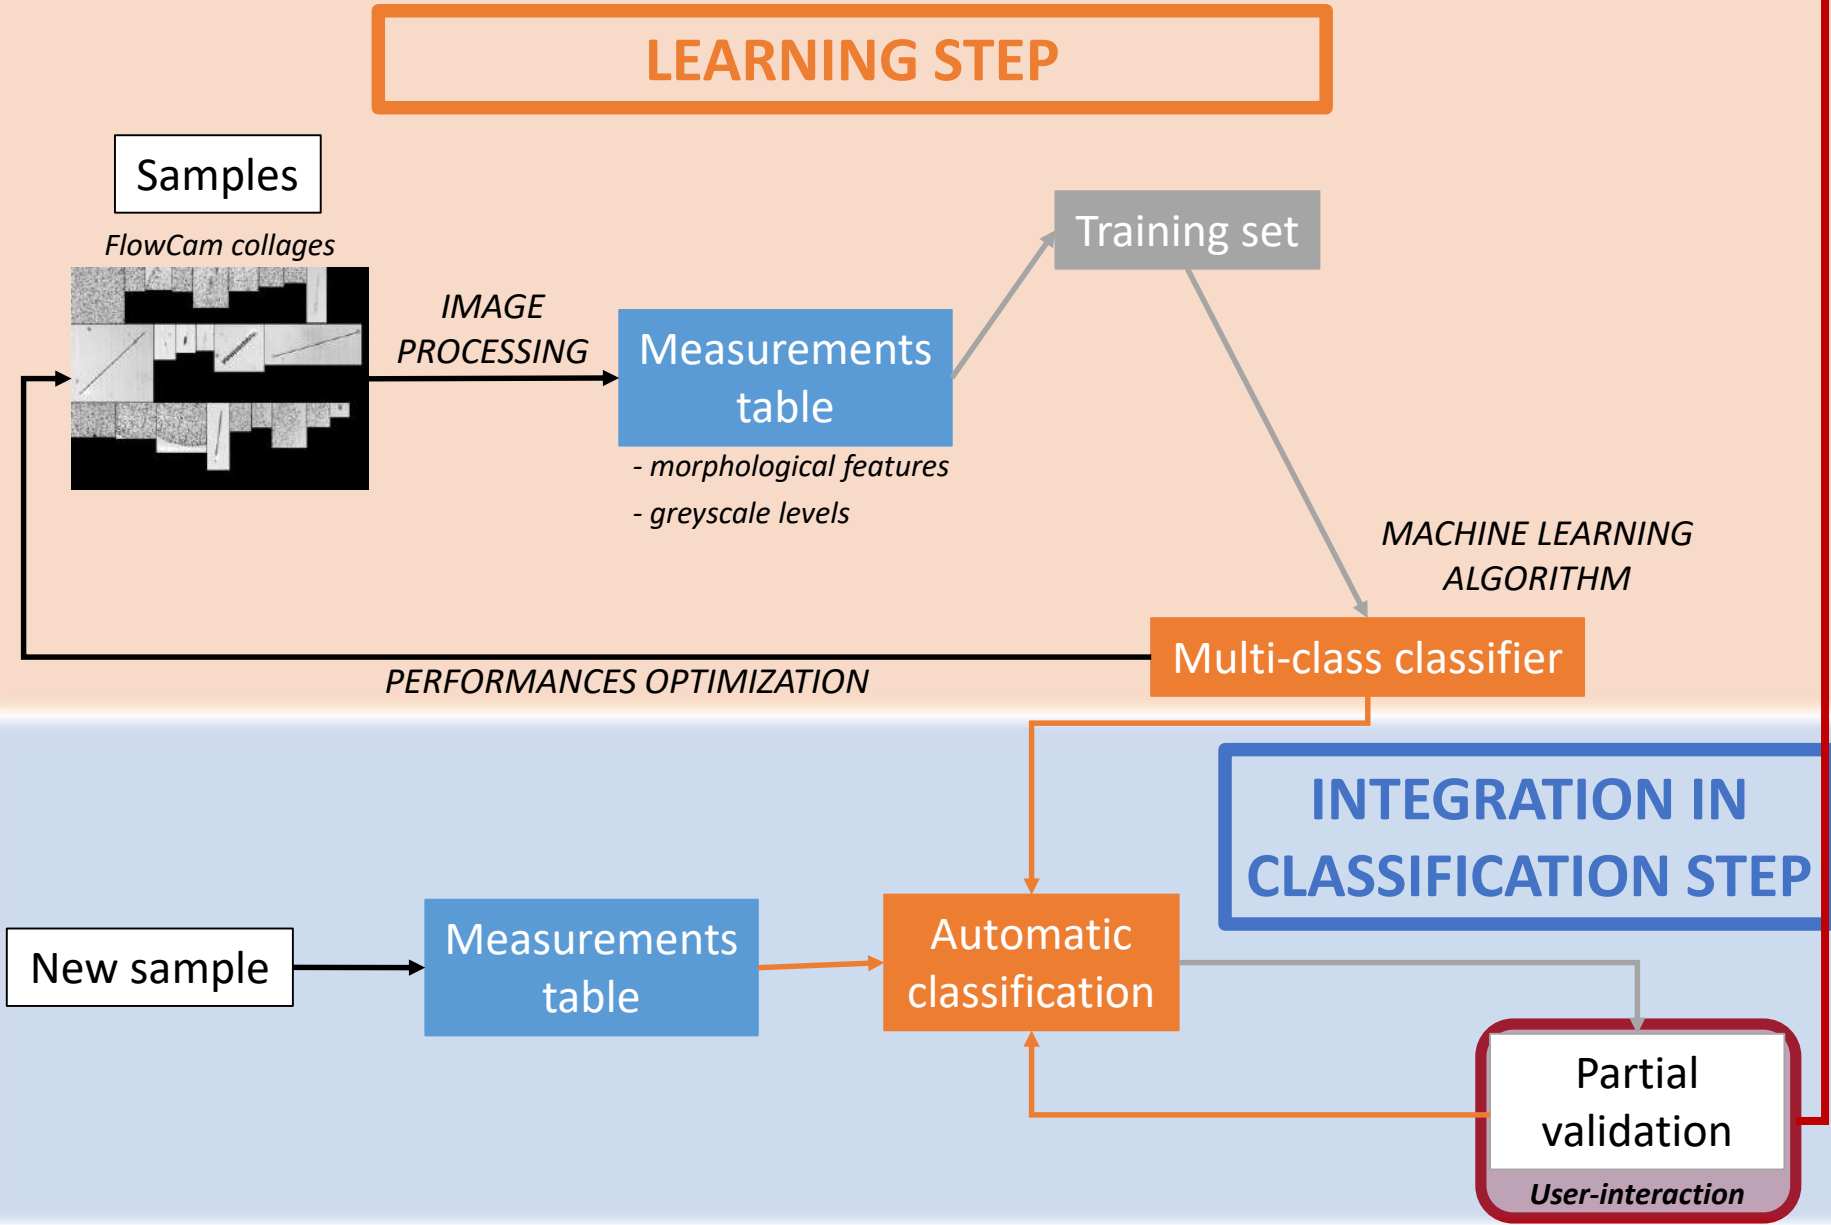 LEARNING STEP
Samples
FlowCam collages
IMAGE
PROCESSING
Measurements
table
- morphological features
- greyscale levels
Training set
MACHINE LEARNING
ALGORITHM
Multi-class classifier
PERFORMANCES OPTIMIZATION
INTEGRATION IN
CLASSIFICATION STEP
New sample
Measurements
table
Automatic
classification
Partial
validation
User-interaction